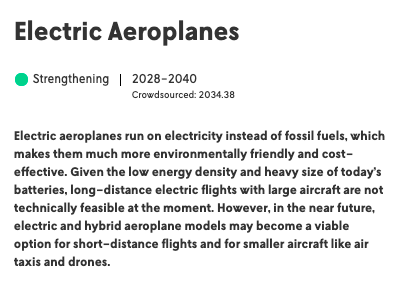 Electric Aeroplanes
Strengthening | 2028–2040
Crowdsourced: 2034.38
Electric aeroplanes run on electricity instead of fossil fuels, which
makes them much more environmentally friendly and cost–
effective. Given the low energy density and heavy size of today's
batteries, long–distance electric flights with large aircraft are not
technically feasible at the moment. However, in the near future,
electric and hybrid aeroplane models may become a viable
option for short–distance flights and for smaller aircraft like air
taxis and drones.